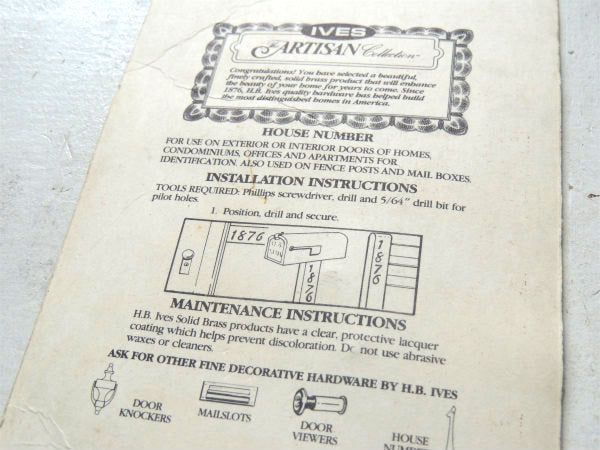 IVES
The ARTISAN Collection™
Congratulations! You have selected a beautiful,
finely crafted, solid brass product that will enhance
the beauty of your home for years to come. Since
1876, H.B. Ives quality hardware has helped build
the most distinguished homes in America.
HOUSE NUMBER
FOR USE ON EXTERIOR OR INTERIOR DOORS OF HOMES,
CONDOMINIUMS, OFFICES AND APARTMENTS FOR
IDENTIFICATION. ALSO USED ON FENCE POSTS AND MAIL BOXES.
INSTALLATION INSTRUCTIONS
TOOLS REQUIRED: Phillips screwdriver, drill and 5/64" drill bit for
pilot holes.
1. Position, drill and secure.
1876
1876
1876
MAINTENANCE INSTRUCTIONS
H.B. Ives Solid Brass products have a clear, protective lacquer
coating which helps prevent discoloration. Do not use abrasive
waxes or cleaners.
ASK FOR OTHER FINE DECORATIVE HARDWARE BY H.B. IVES
DOOR
KNOCKERS
MAILSLOTS
DOOR
VIEWERS
HOUSE